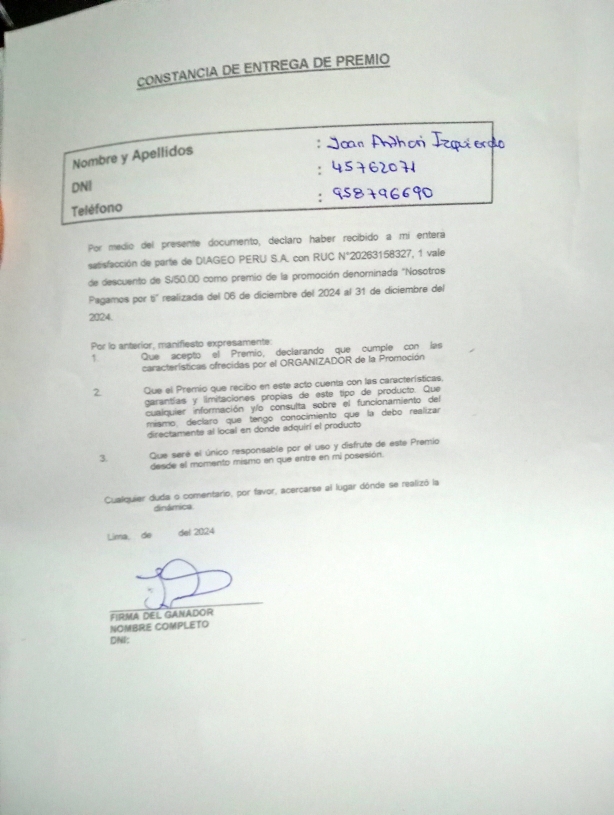 CONSTANCIA DE ENTREGA DE PREMIO
Nombre y Apellidos : Joan Anthoni Izquierdo
DNI : 45762071
Teléfono : 958796690
Por medio del presente documento, declaro haber recibido a mi entera
satisfacción de parte de DIAGEO PERU S.A. con RUC N°20263158327, 1 vale
de descuento de S/50.00 como premio de la promoción denominada "Nosotros
Pagamos por ti" realizada del 06 de diciembre del 2024 al 31 de diciembre del
2024.
Por lo anterior, manifiesto expresamente:
1. Que acepto el Premio, declarando que cumple con las
características ofrecidas por el ORGANIZADOR de la Promoción
2. Que el Premio que recibo en este acto cuenta con las características,
garantías y limitaciones propias de este tipo de producto. Que
cualquier información y/o consulta sobre el funcionamiento del
mismo, declaro que tengo conocimiento que la debo realizar
directamente al local en donde adquirí el producto
3. Que seré el único responsable por el uso y disfrute de este Premio
desde el momento mismo en que entre en mi posesión.
Cualquier duda o comentario, por favor, acercarse al lugar dónde se realizó la
dinámica.
Lima, de del 2024
FIRMA DEL GANADOR
NOMBRE COMPLETO
DNI: